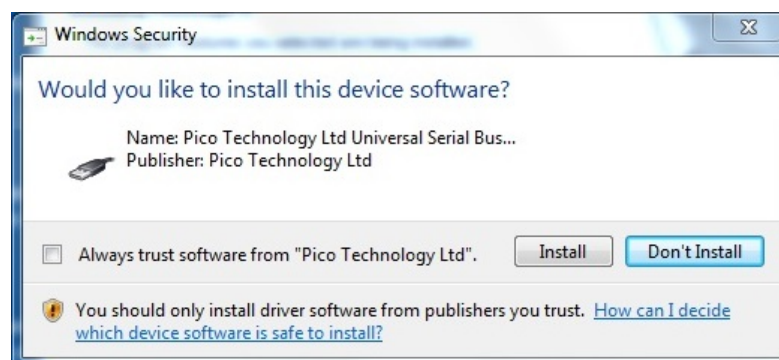 Windows Security
Would you like to install this device software?
Name: Pico Technology Ltd Universal Serial Bus...
Publisher: Pico Technology Ltd
Always trust software from "Pico Technology Ltd".
Install
Don't Install
You should only install driver software from publishers you trust. How can I decide
which device software is safe to install?